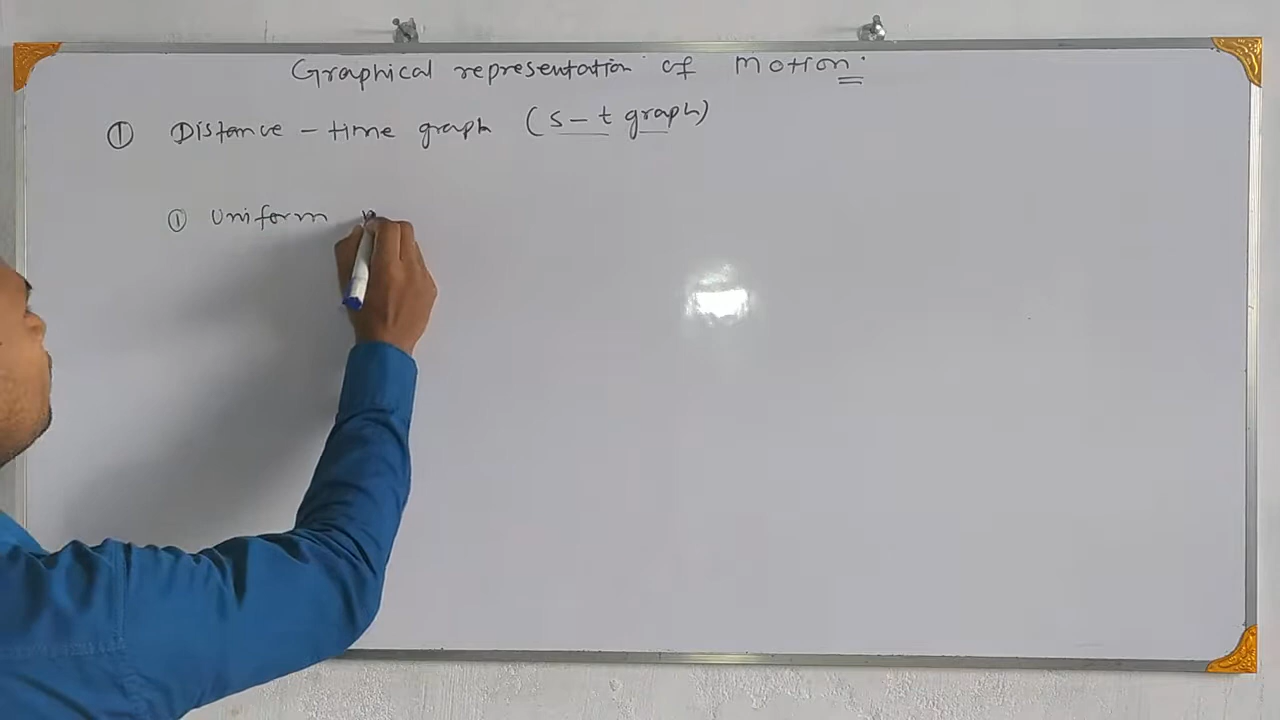 Graphical representation of Motion.
① Distance - time graph (s - t graph)
① Uniform